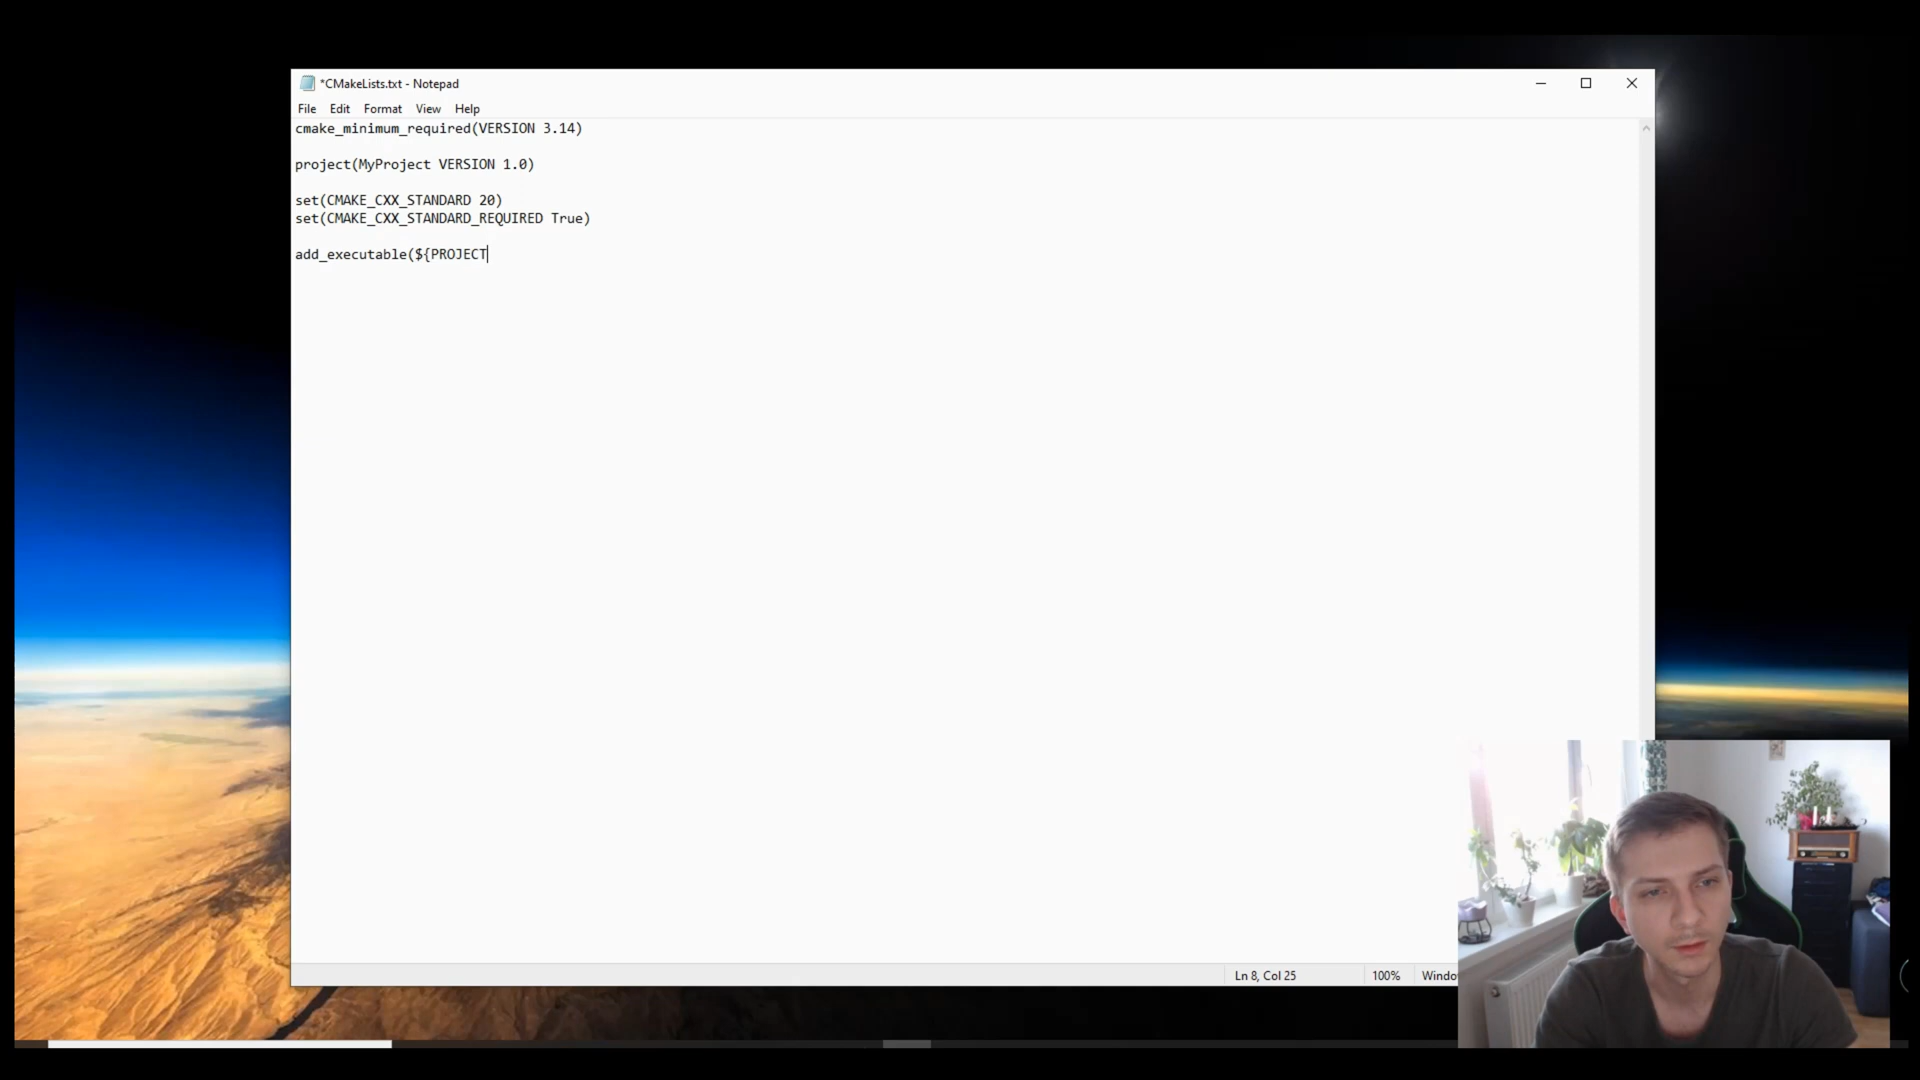 *CMakeLists.txt - Notepad
File Edit Format View Help
cmake_minimum_required(VERSION 3.14)
project(MyProject VERSION 1.0)
set(CMAKE_CXX_STANDARD 20)
set(CMAKE_CXX_STANDARD_REQUIRED True)
add_executable(${PROJECT
Ln 8, Col 25 100% Windo